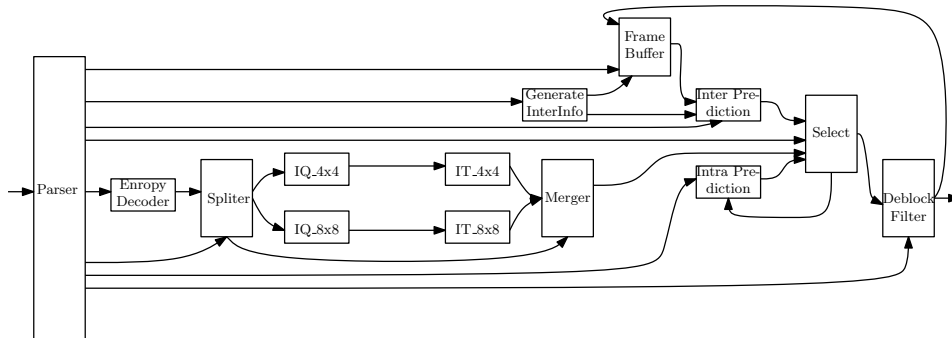 Frame
Buffer
Generate
InterInfo
Inter Pre-
diction
Select
Parser
Enropy
Decoder
Spliter
IQ_4x4
IT_4x4
Merger
Intra Pre-
diction
Deblock
Filter
IQ_8x8
IT_8x8